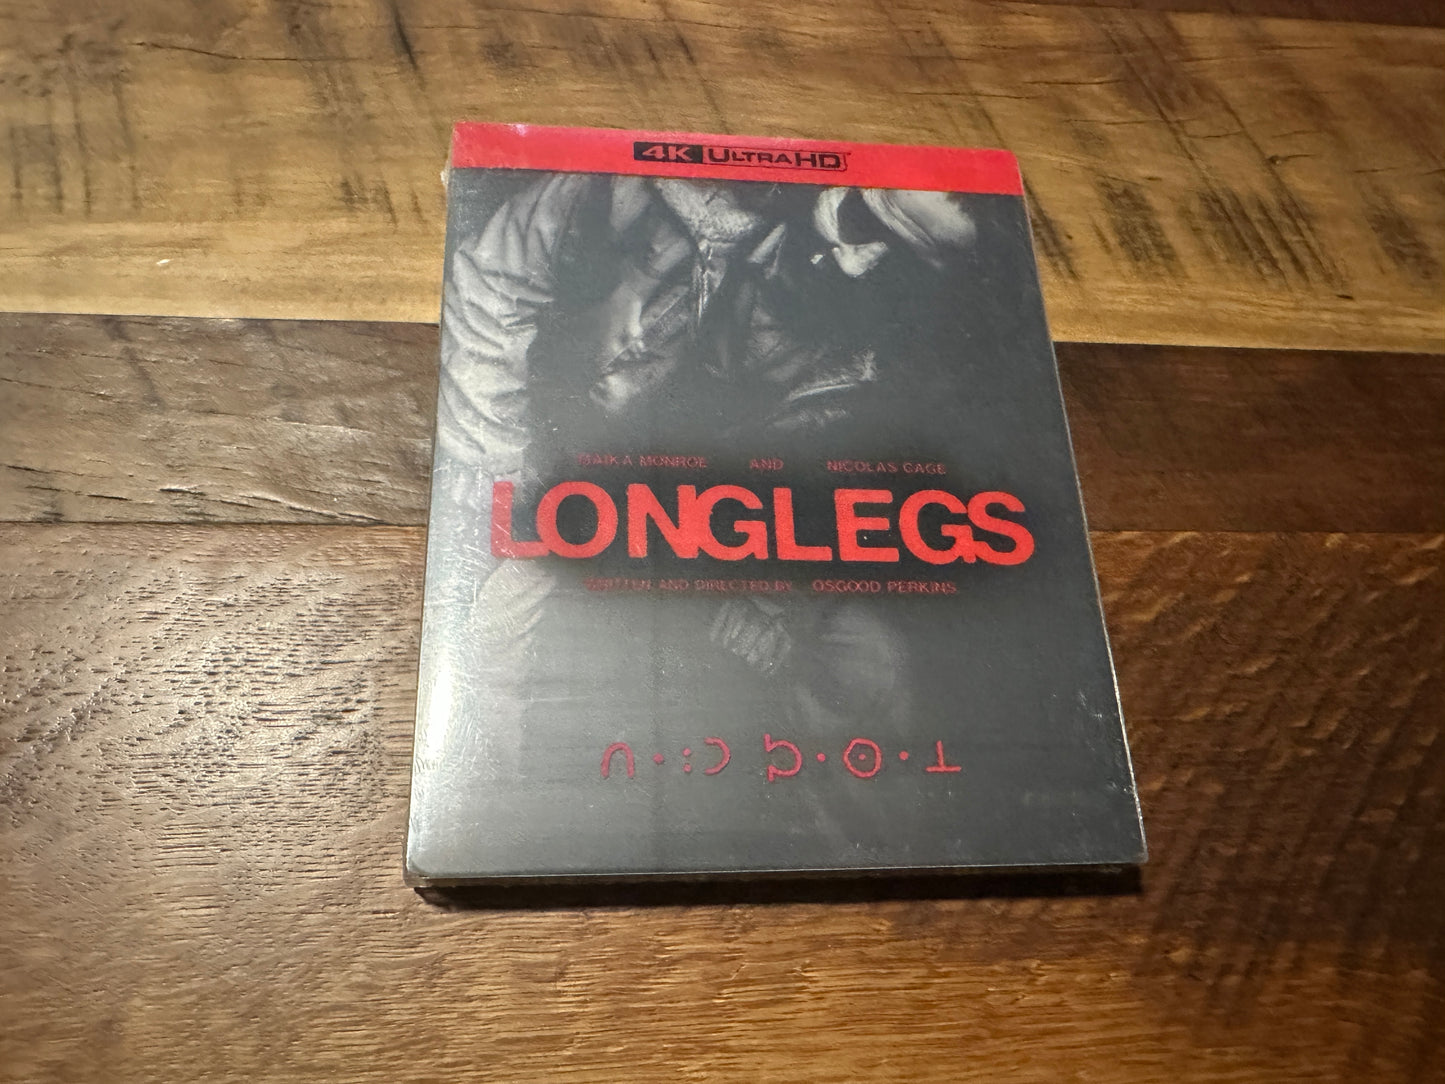 4K ULTRA HD
MAIKA MONROE AND NICOLAS CAGE
LONGLEGS
WRITTEN AND DIRECTED BY OSGOOD PERKINS